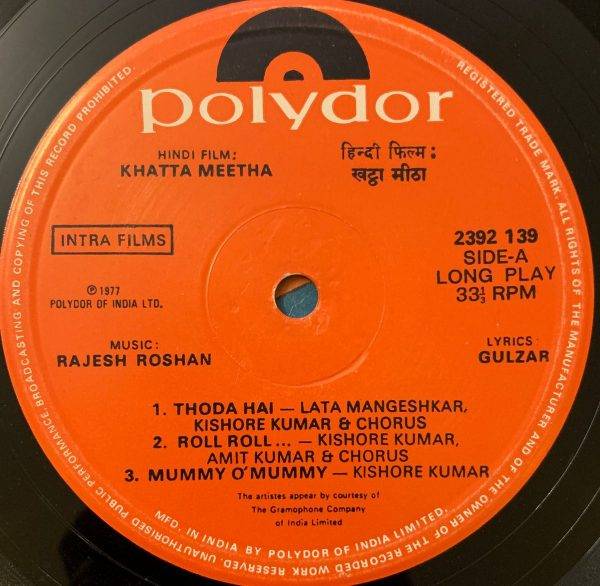 polydor
HINDI FILM:
KHATTA MEETHA
हिन्दी फिल्म :
खट्टा मीठा
INTRA FILMS
2392 139
SIDE-A
LONG PLAY
33⅓ RPM
℗ 1977
POLYDOR OF INDIA LTD.
MUSIC:
RAJESH ROSHAN
LYRICS:
GULZAR
1. THODA HAI — LATA MANGESHKAR,
KISHORE KUMAR & CHORUS
2. ROLL ROLL... — KISHORE KUMAR,
AMIT KUMAR & CHORUS
3. MUMMY O'MUMMY — KISHORE KUMAR
The artistes appear by courtesy of
The Gramophone Company
of India Limited
MFD. IN INDIA BY POLYDOR OF INDIA LIMITED.
REGISTERED TRADE MARK. ALL RIGHTS OF THE MANUFACTURER AND OF THE OWNER OF THE RECORDED WORK RESERVED. UNAUTHORISED PUBLIC PERFORMANCE, BROADCASTING AND COPYING OF THIS RECORD PROHIBITED.